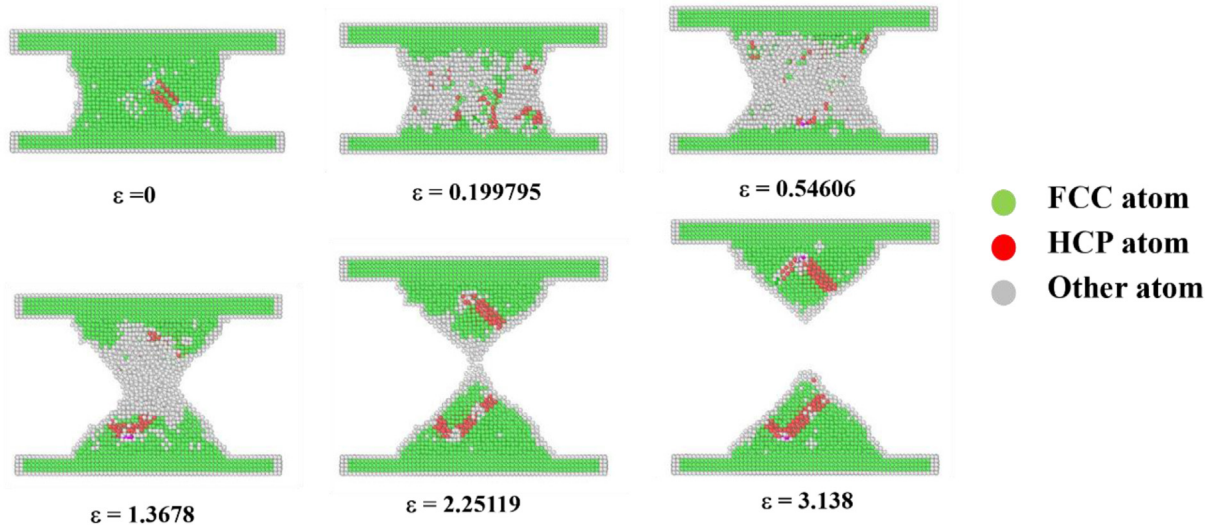 ε =0
ε = 0.199795
ε = 0.54606
FCC atom
HCP atom
Other atom
ε = 1.3678
ε = 2.25119
ε = 3.138